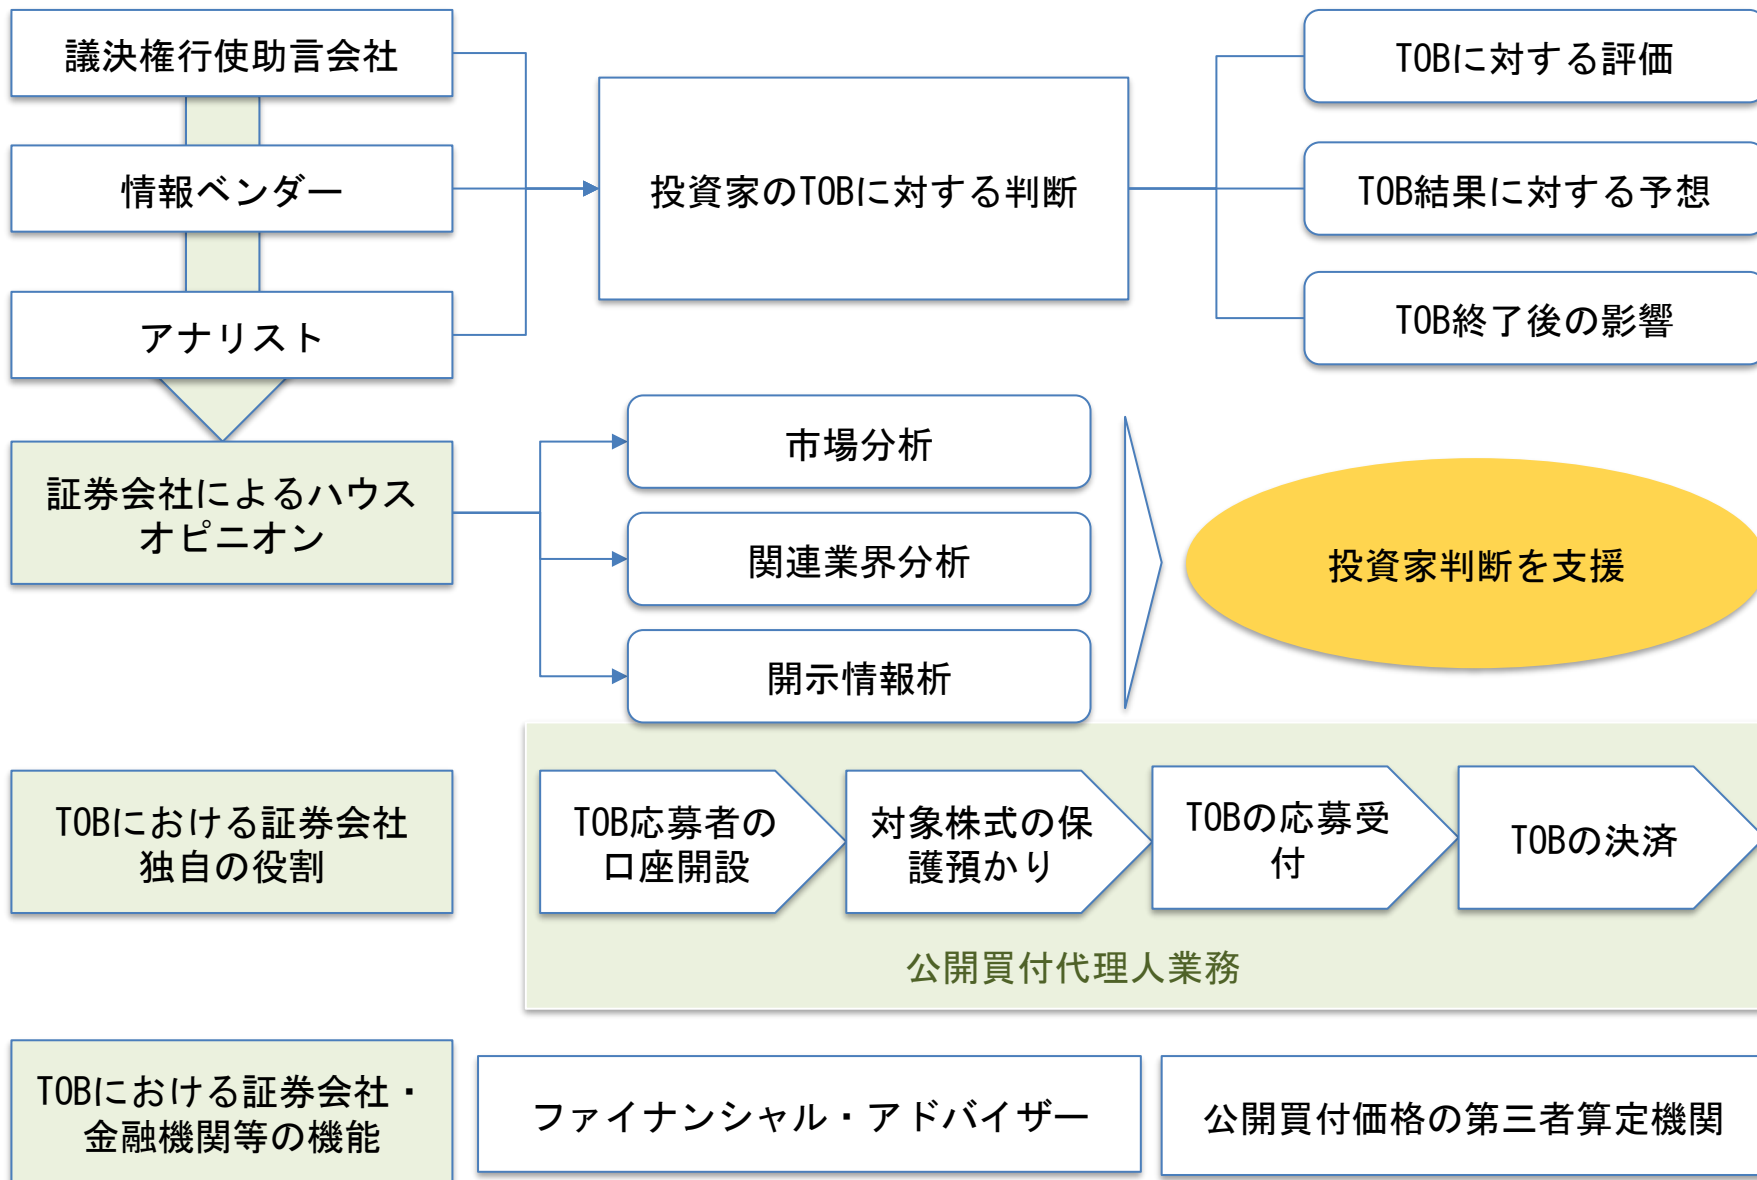 議決権行使助言会社
情報ベンダー
アナリスト
投資家のTOBに対する判断
TOBに対する評価
TOB結果に対する予想
TOB終了後の影響
証券会社によるハウス
オピニオン
市場分析
関連業界分析
開示情報析
投資家判断を支援
TOBにおける証券会社
独自の役割
TOB応募者の
口座開設
対象株式の保
護預かり
TOBの応募受
付
TOBの決済
公開買付代理人業務
TOBにおける証券会社・
金融機関等の機能
ファイナンシャル・アドバイザー
公開買付価格の第三者算定機関